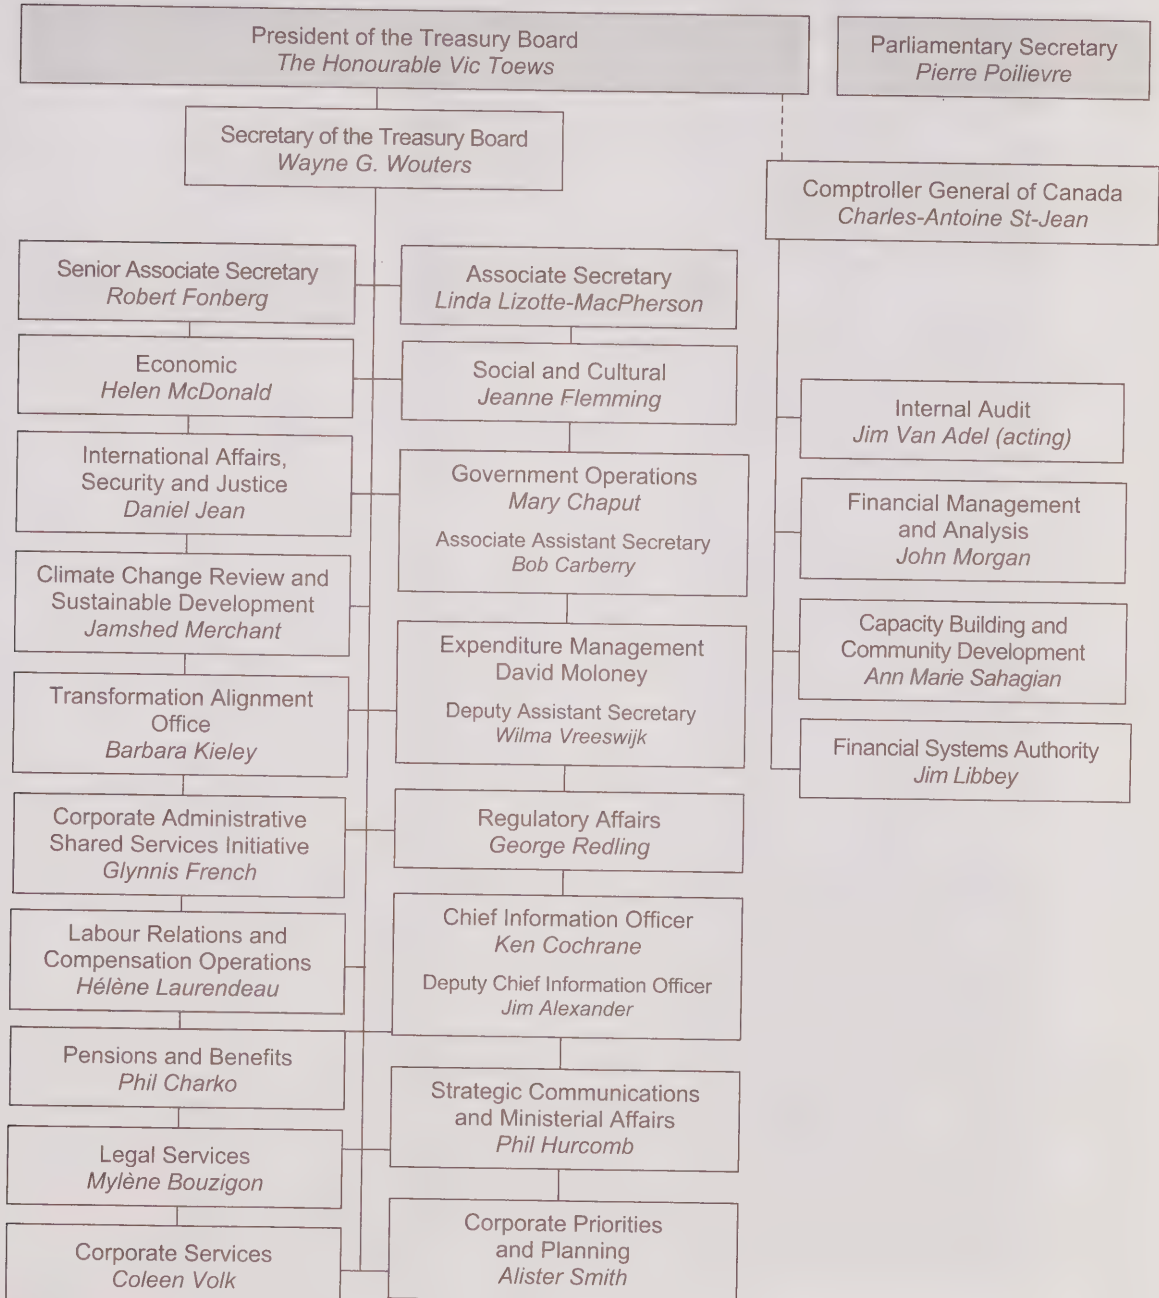 President of the Treasury Board
The Honourable Vic Toews
Parliamentary Secretary
Pierre Poilievre
Secretary of the Treasury Board
Wayne G. Wouters
Comptroller General of Canada
Charles-Antoine St-Jean
Senior Associate Secretary
Robert Fonberg
Associate Secretary
Linda Lizotte-MacPherson
Economic
Helen McDonald
Social and Cultural
Jeanne Flemming
International Affairs,
Security and Justice
Daniel Jean
Government Operations
Mary Chaput
Associate Assistant Secretary
Bob Carberry
Climate Change Review and
Sustainable Development
Jamshed Merchant
Expenditure Management
David Moloney
Deputy Assistant Secretary
Wilma Vreeswijk
Transformation Alignment
Office
Barbara Kieley
Corporate Administrative
Shared Services Initiative
Glynnis French
Regulatory Affairs
George Redling
Labour Relations and
Compensation Operations
Hélène Laurendeau
Chief Information Officer
Ken Cochrane
Deputy Chief Information Officer
Jim Alexander
Pensions and Benefits
Phil Charko
Strategic Communications
and Ministerial Affairs
Phil Hurcomb
Legal Services
Mylène Bouzigon
Corporate Services
Coleen Volk
Corporate Priorities
and Planning
Alister Smith
Internal Audit
Jim Van Adel (acting)
Financial Management
and Analysis
John Morgan
Capacity Building and
Community Development
Ann Marie Sahagian
Financial Systems Authority
Jim Libbey